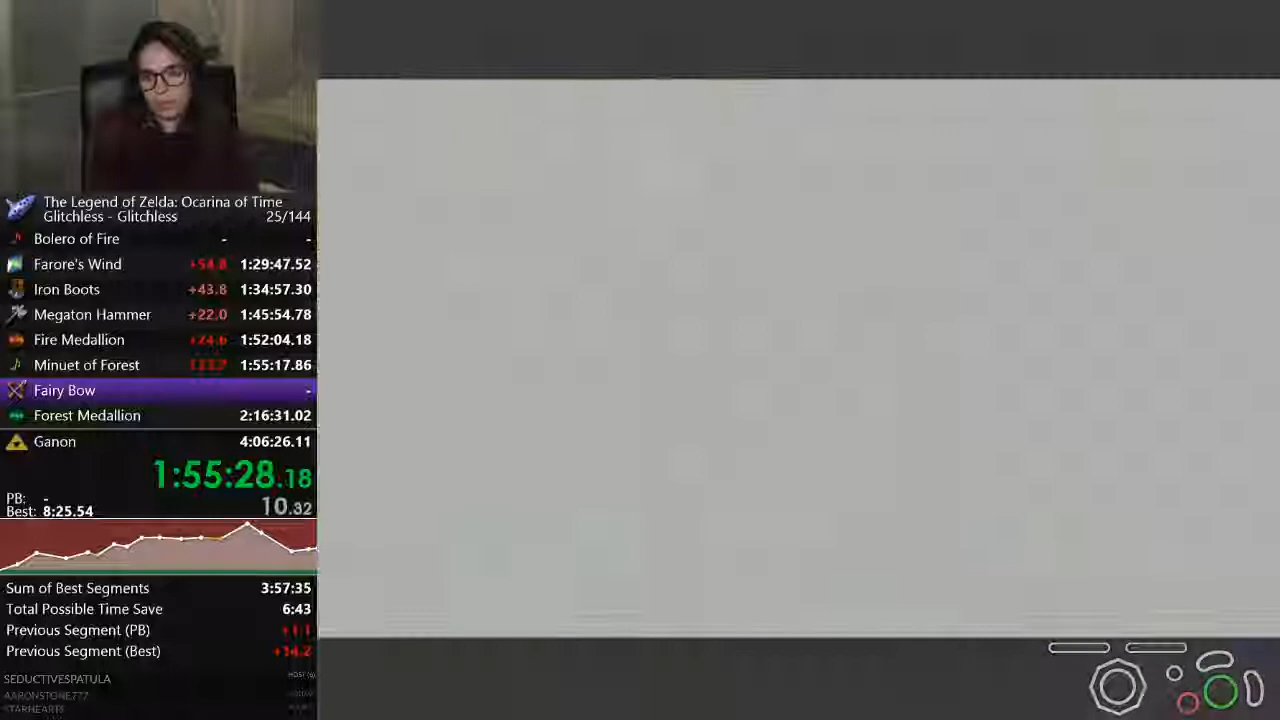 The Legend of Zelda: Ocarina of Time
Glitchless - Glitchless 25/144
Bolero of Fire - -
Farore's Wind +54.8 1:29:47.52
Iron Boots +43.8 1:34:57.30
Megaton Hammer +22.0 1:45:54.78
Fire Medallion +24.6 1:52:04.18
Minuet of Forest 1:55:17.86
Fairy Bow -
Forest Medallion 2:16:31.02
Ganon 4:06:26.11
1:55:28.18
PB: -
Best: 8:25.54 10.32
Sum of Best Segments 3:57:35
Total Possible Time Save 6:43
Previous Segment (PB) +1.1
Previous Segment (Best) +14.2
SEDUCTIVESPATULA
AARONSTONE777
STARHEART